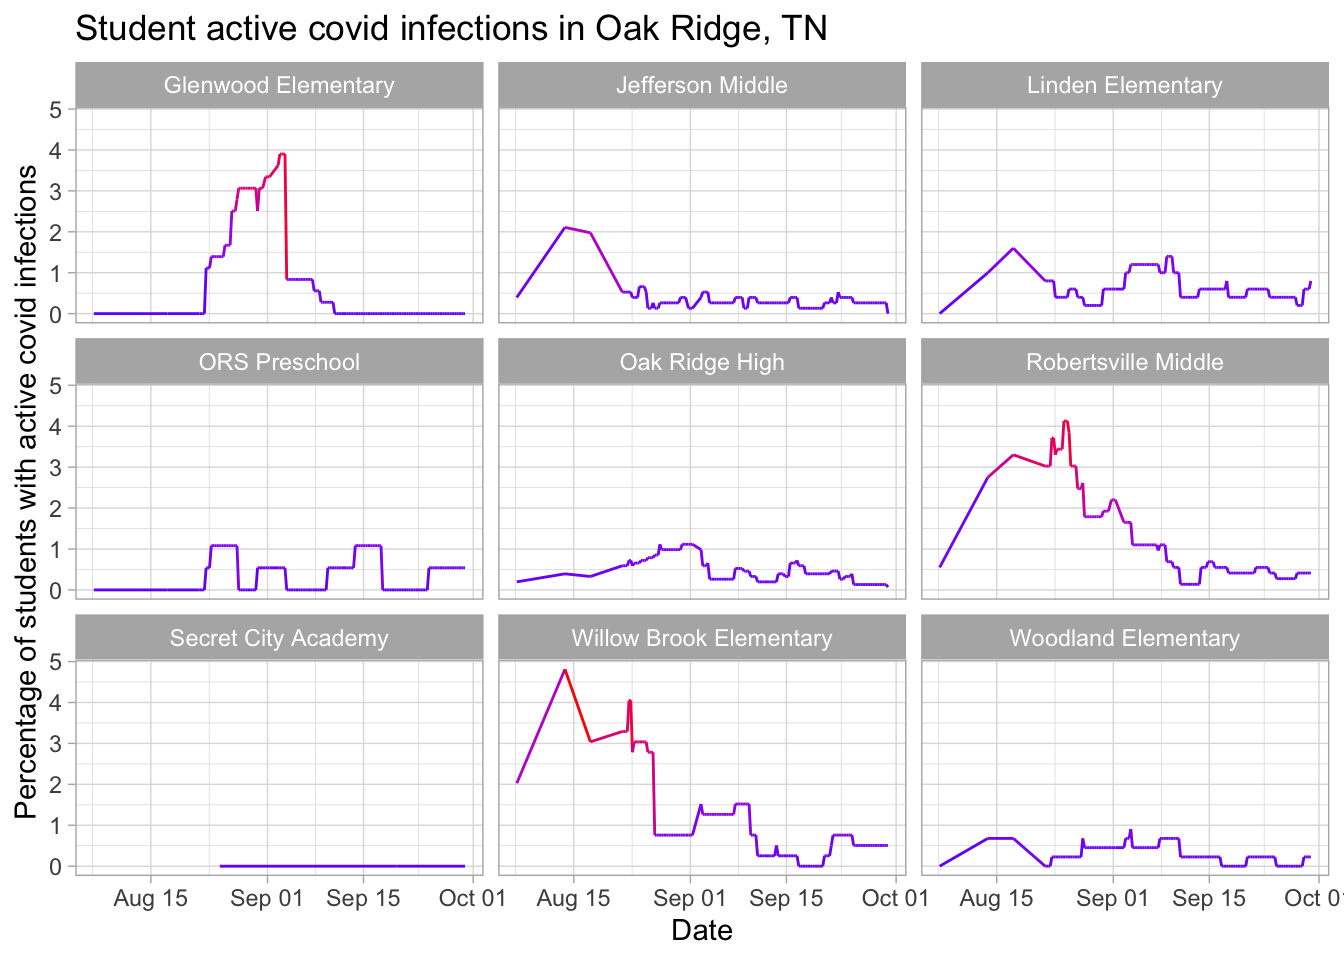 Student active covid infections in Oak Ridge, TN
Glenwood Elementary
Jefferson Middle
Linden Elementary
5
4
3
2
1
0
ORS Preschool
Oak Ridge High
Robertsville Middle
5
4
3
2
1
0
Secret City Academy
Willow Brook Elementary
Woodland Elementary
5
4
3
2
1
0
Percentage of students with active covid infections
Aug 15 Sep 01 Sep 15 Oct 01 Aug 15 Sep 01 Sep 15 Oct 01 Aug 15 Sep 01 Sep 15 Oct 0
Date